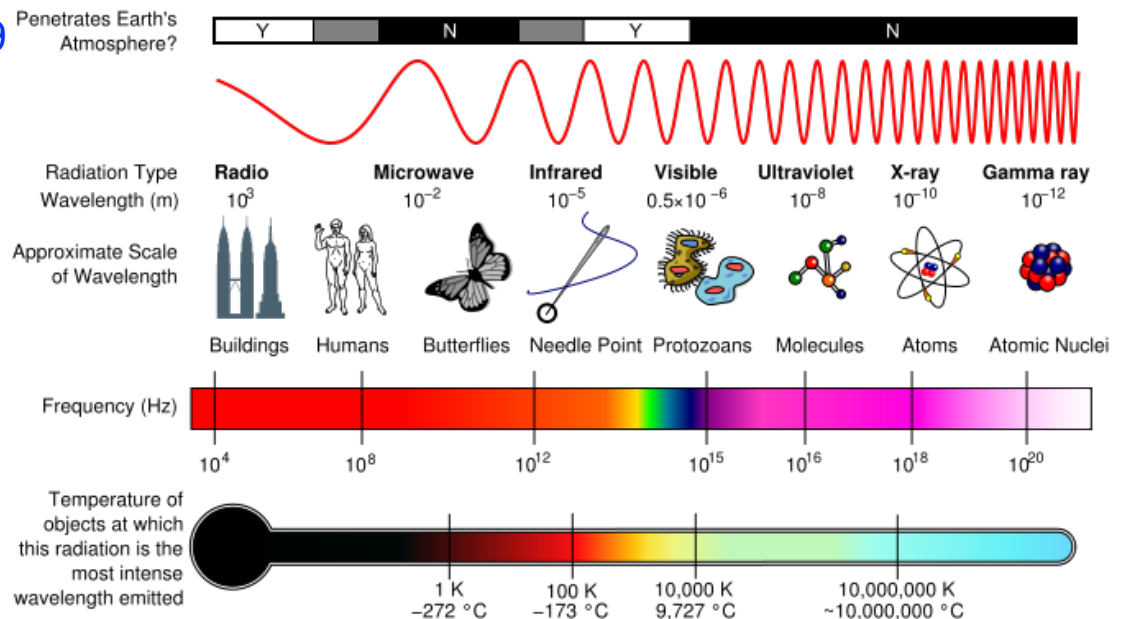 9
Penetrates Earth's
Atmosphere?
Y N Y N
Radiation Type
Radio Microwave Infrared Visible Ultraviolet X-ray Gamma ray
Wavelength (m)
10³ 10⁻² 10⁻⁵ 0.5×10⁻⁶ 10⁻⁸ 10⁻¹⁰ 10⁻¹²
Approximate Scale
of Wavelength
Buildings Humans Butterflies Needle Point Protozoans Molecules Atoms Atomic Nuclei
Frequency (Hz)
10⁴ 10⁸ 10¹² 10¹⁵ 10¹⁶ 10¹⁸ 10²⁰
Temperature of
objects at which
this radiation is the
most intense
wavelength emitted
1 K 100 K 10,000 K 10,000,000 K
−272 °C −173 °C 9,727 °C ~10,000,000 °C